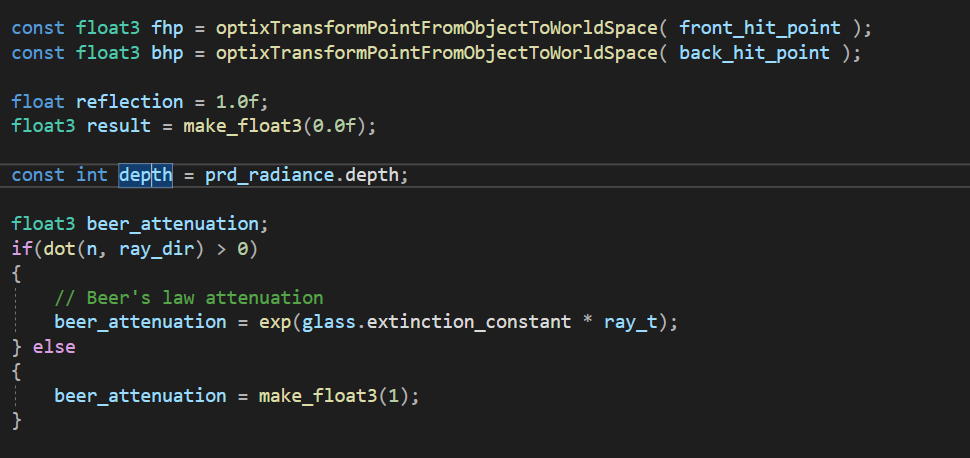 const float3 fhp = optixTransformPointFromObjectToWorldSpace( front_hit_point );
const float3 bhp = optixTransformPointFromObjectToWorldSpace( back_hit_point );
float reflection = 1.0f;
float3 result = make_float3(0.0f);
const int depth = prd_radiance.depth;
float3 beer_attenuation;
if(dot(n, ray_dir) > 0)
{
// Beer's law attenuation
beer_attenuation = exp(glass.extinction_constant * ray_t);
} else
{
beer_attenuation = make_float3(1);
}